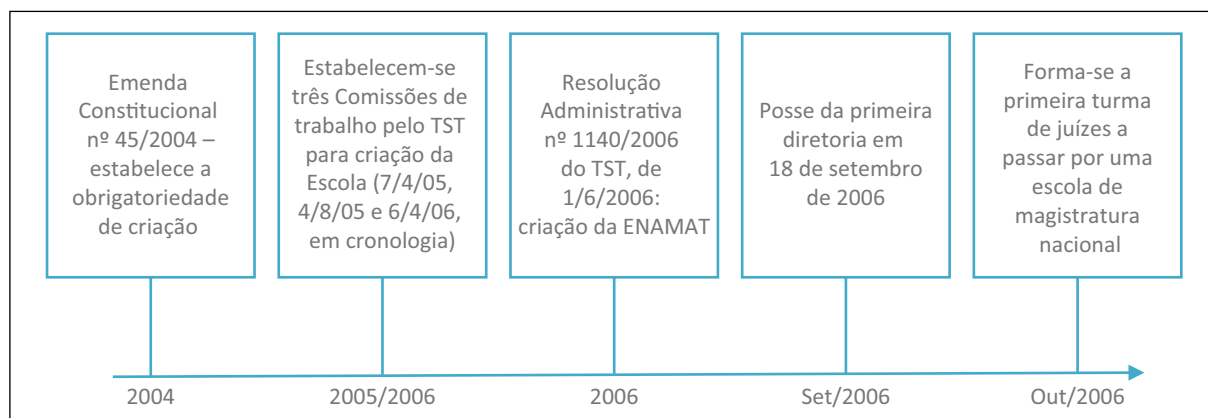 Emenda
Constitucional
nº 45/2004 –
estabelece a
obrigatoriedade
de criação
Estabelecem-se
três Comissões de
trabalho pelo TST
para criação da
Escola (7/4/05,
4/8/05 e 6/4/06,
em cronologia)
Resolução
Administrativa
nº 1140/2006
do TST, de
1/6/2006:
criação da ENAMAT
Posse da primeira
diretoria em
18 de setembro
de 2006
Forma-se a
primeira turma
de juízes a
passar por uma
escola de
magistratura
nacional
2004
2005/2006
2006
Set/2006
Out/2006